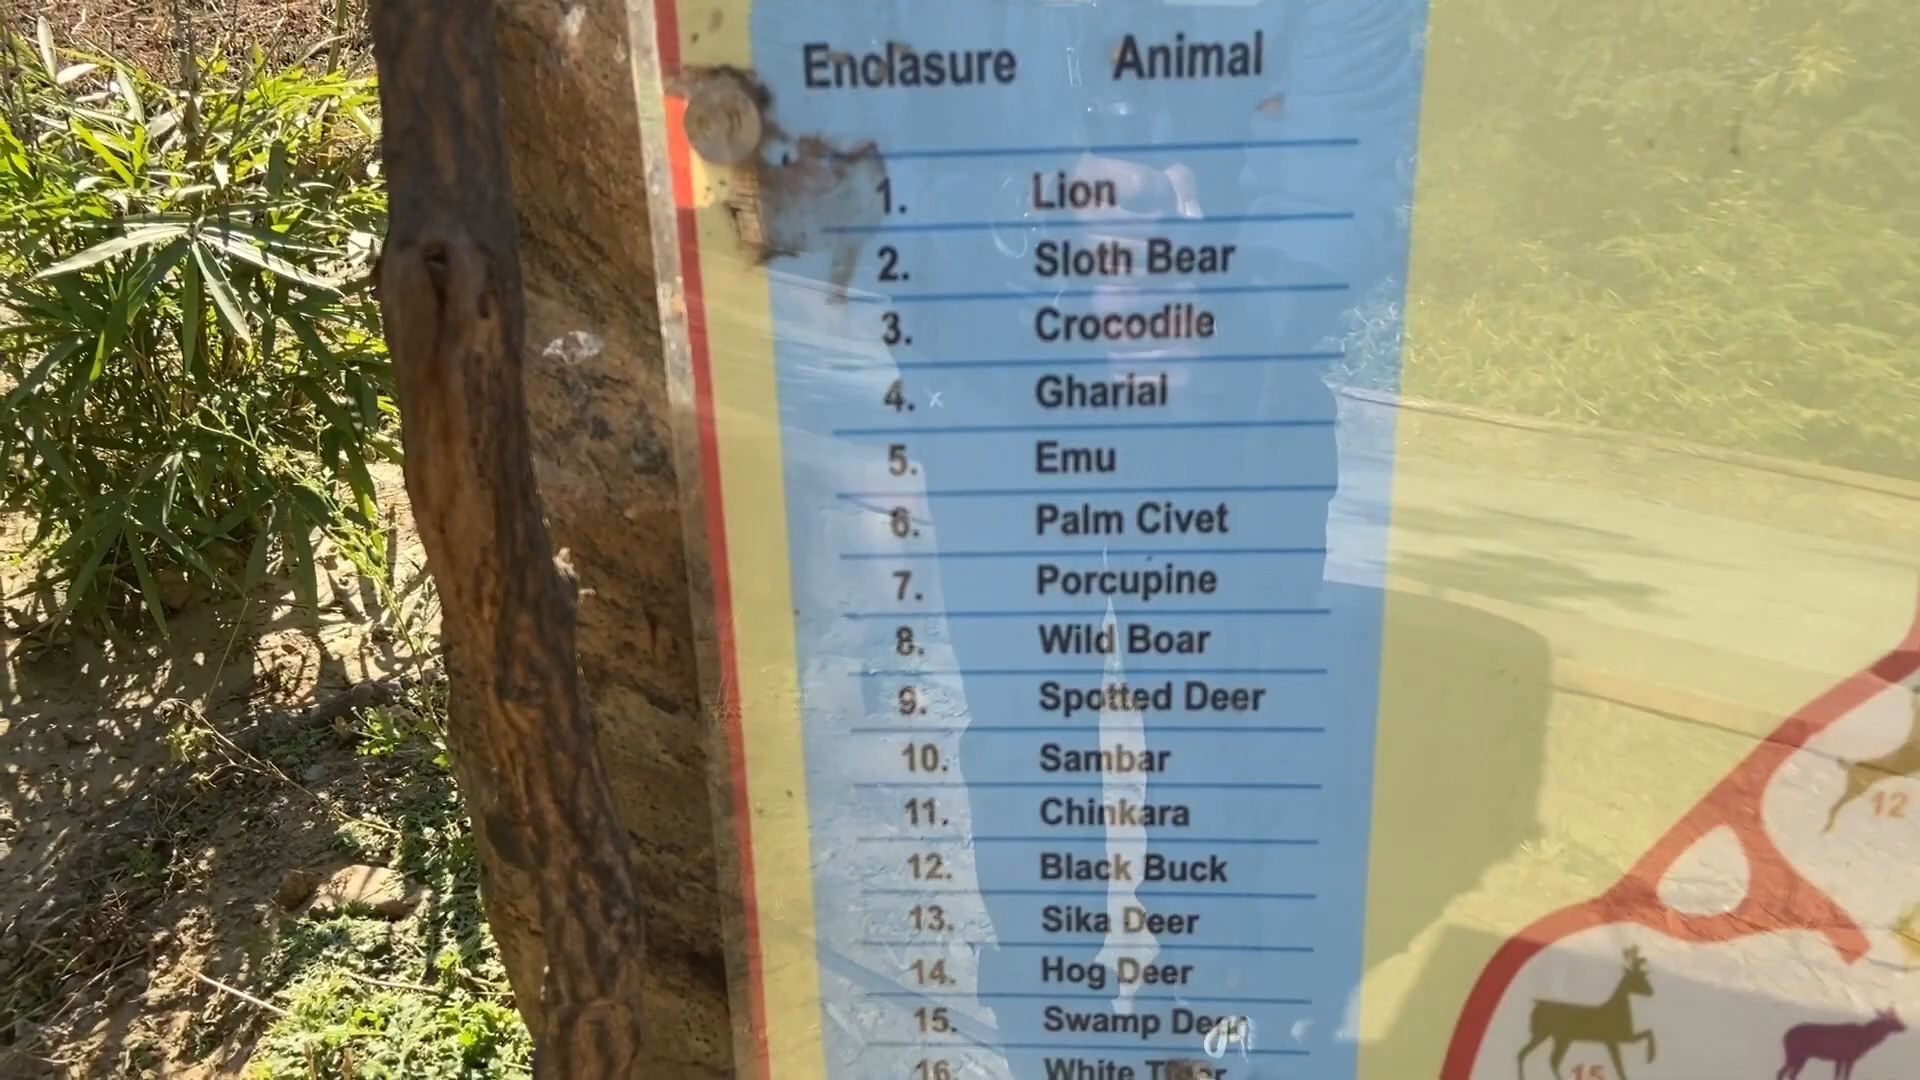 Enclasure Animal
1. Lion
2. Sloth Bear
3. Crocodile
4. Gharial
5. Emu
6. Palm Civet
7. Porcupine
8. Wild Boar
9. Spotted Deer
10. Sambar
11. Chinkara
12. Black Buck
13. Sika Deer
14. Hog Deer
15. Swamp Deer
16. White Tiger
12
15